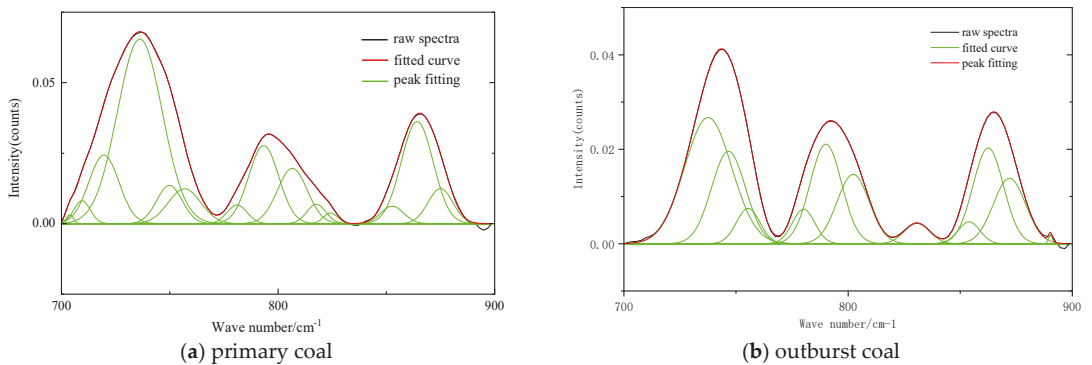 raw spectra
fitted curve
peak fitting
0.05
0.00
Intensity(counts)
700
800
900
Wave number/cm⁻¹
(a) primary coal
raw spectra
fitted curve
peak fitting
0.04
0.02
0.00
Intensity(counts)
700
800
900
Wave number/cm-1
(b) outburst coal